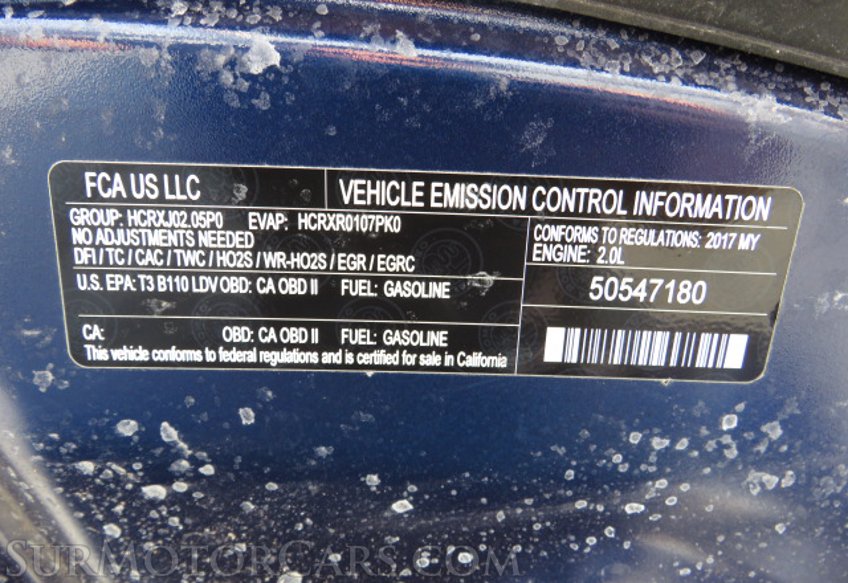 FCA US LLC
VEHICLE EMISSION CONTROL INFORMATION
GROUP: HCRXJ02.05P0 EVAP: HCRXR0107PK0
NO ADJUSTMENTS NEEDED
DFI / TC / CAC / TWC / HO2S / WR-HO2S / EGR / EGRC
CONFORMS TO REGULATIONS: 2017 MY
ENGINE: 2.0L
U.S. EPA: T3 B110 LDV OBD: CA OBD II FUEL: GASOLINE
50547180
CA: OBD: CA OBD II FUEL: GASOLINE
This vehicle conforms to federal regulations and is certified for sale in California
SurMotorCars.com